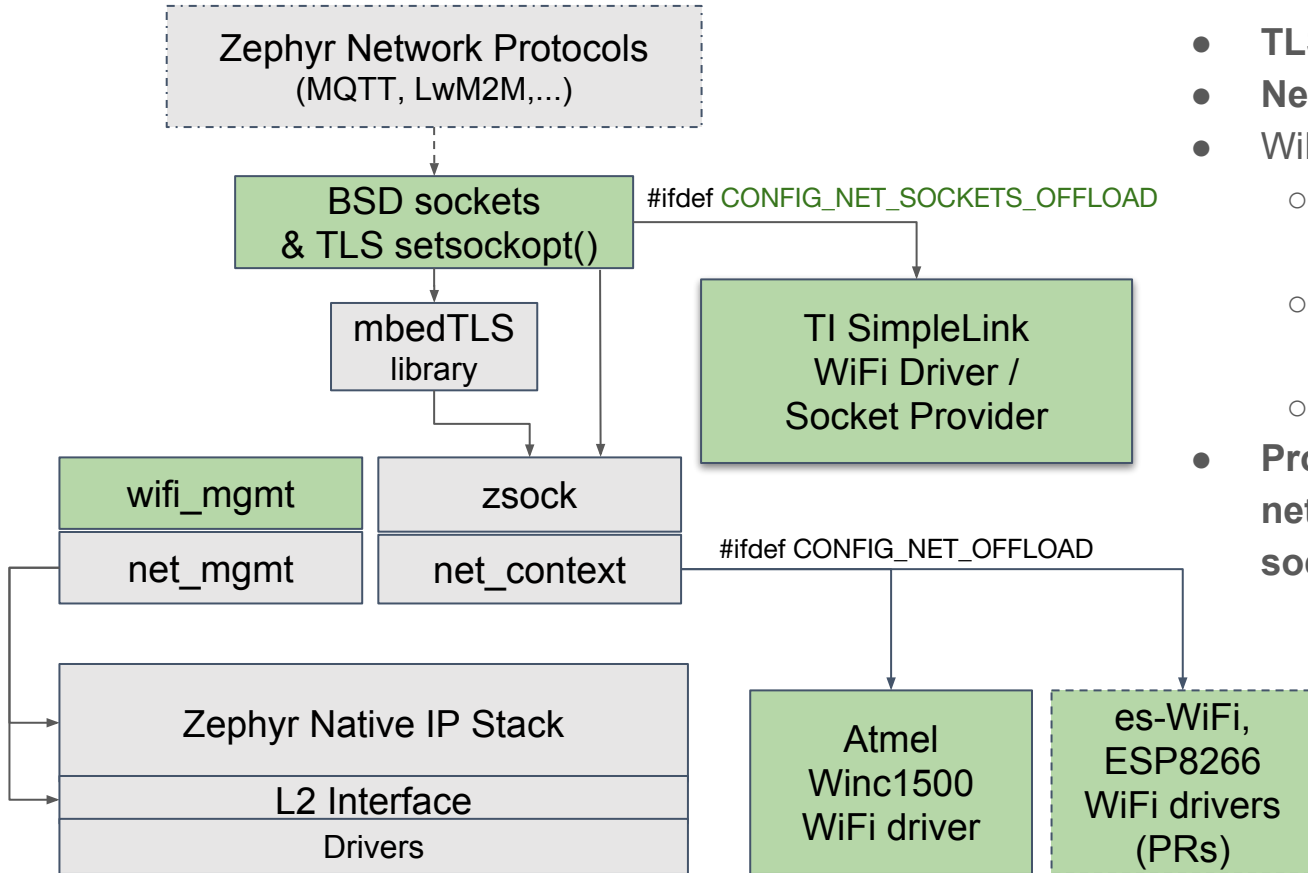 Zephyr Network Protocols
(MQTT, LwM2M,...)
BSD sockets
& TLS setsockopt()
#ifdef CONFIG_NET_SOCKETS_OFFLOAD
mbedTLS
library
TI SimpleLink
WiFi Driver /
Socket Provider
wifi_mgmt
zsock
net_mgmt
net_context
#ifdef CONFIG_NET_OFFLOAD
Zephyr Native IP Stack
L2 Interface
Drivers
Atmel
Winc1500
WiFi driver
es-WiFi,
ESP8266
WiFi drivers
(PRs)